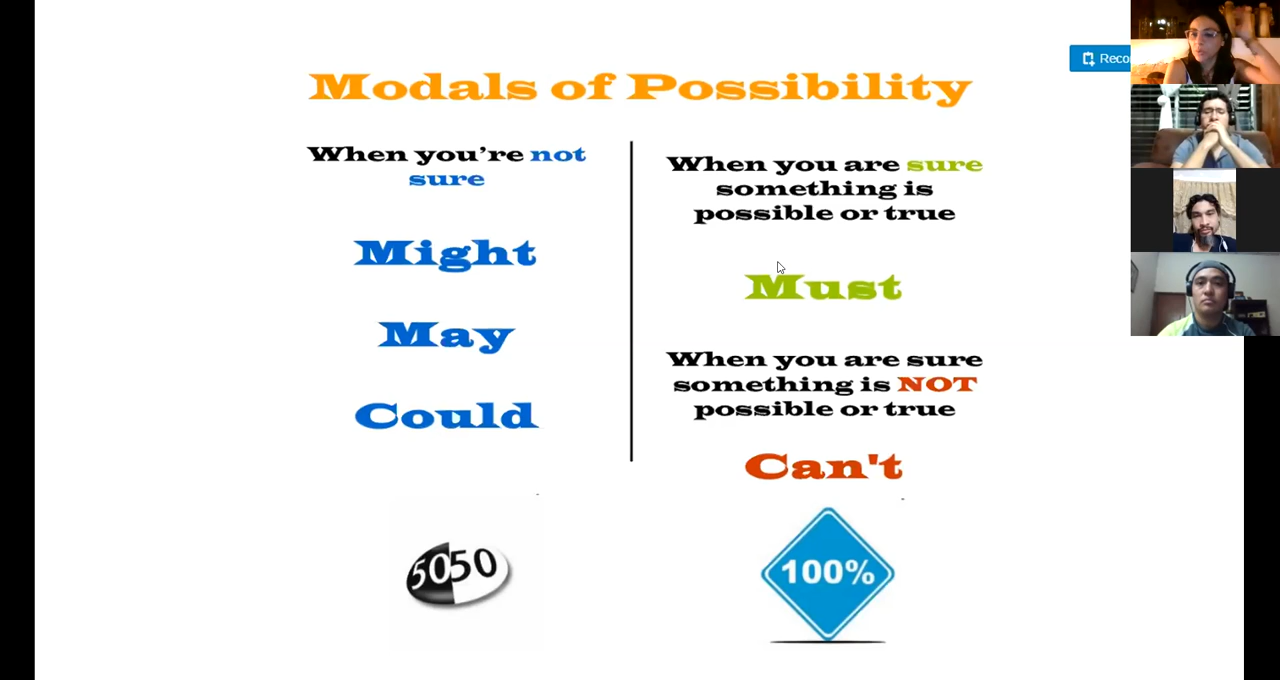 Modals of Possibility
When you're not
sure
Might
May
Could
5050
When you are sure
something is
possible or true
Must
When you are sure
something is NOT
possible or true
Can't
100%
Reco